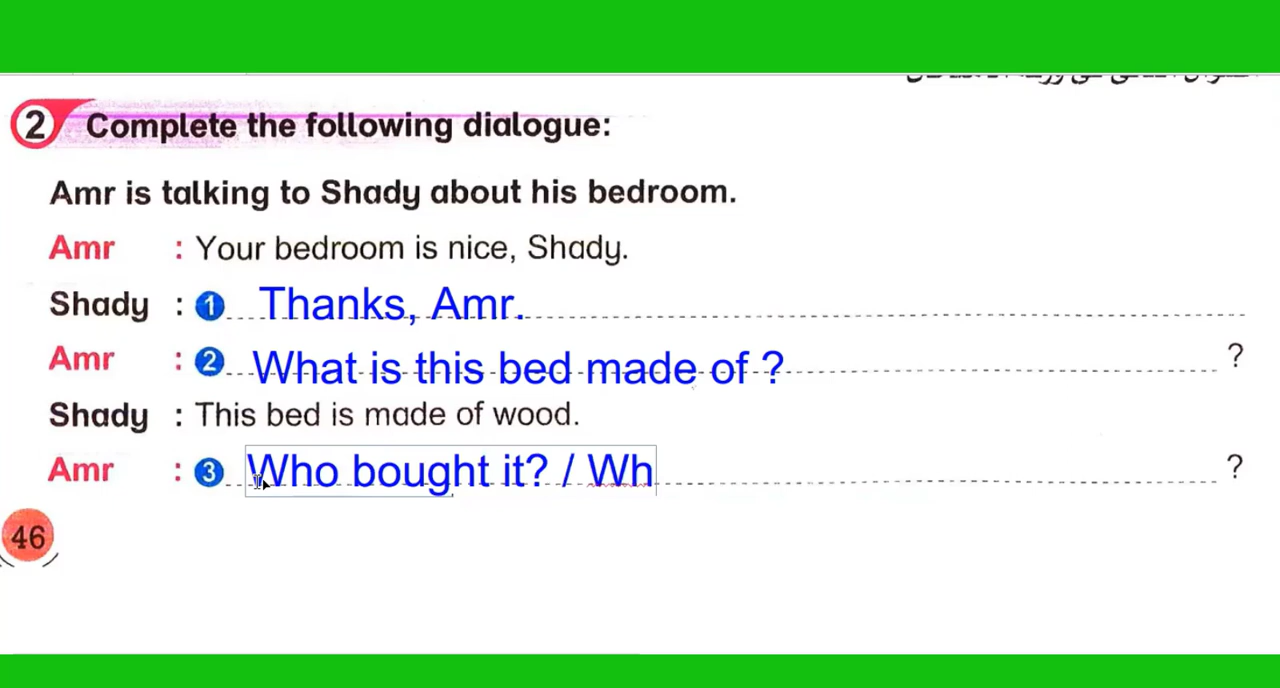 2 Complete the following dialogue:
Amr is talking to Shady about his bedroom.
Amr : Your bedroom is nice, Shady.
Shady : 1 Thanks, Amr.
Amr : 2 What is this bed made of ? ?
Shady : This bed is made of wood.
Amr : 3 Who bought it? / Wh ?
46